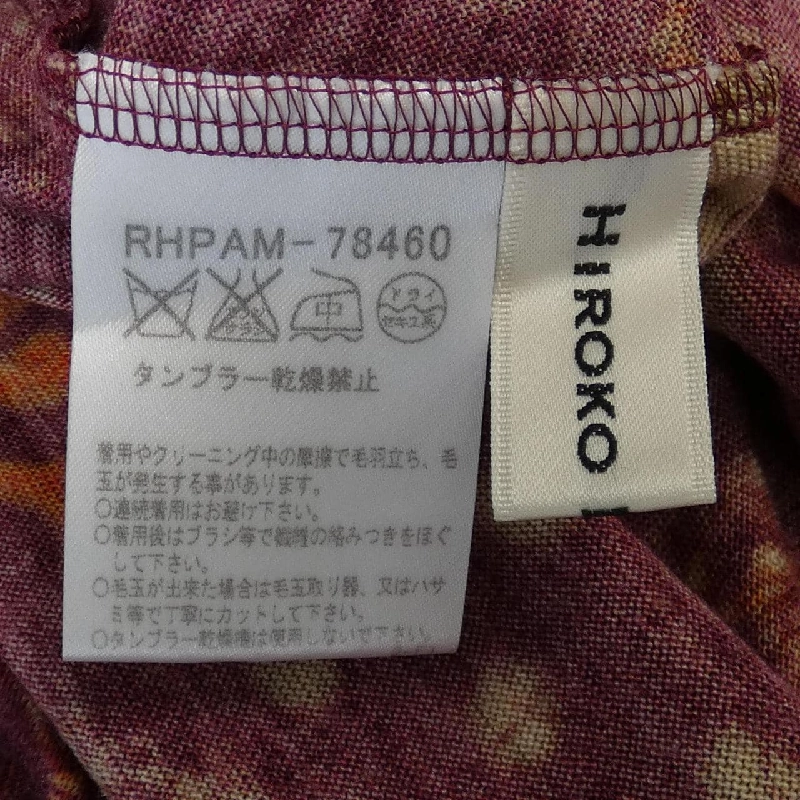 RHPAM-78460
中
ドライ
セキユ系
タンブラー乾燥禁止
着用やクリーニング中の摩擦で毛羽立ち、毛
玉が発生する事があります。
○連続着用はお避け下さい。
○着用後はブラシ等で繊維の絡みつきをほぐ
して下さい。
○毛玉が出来た場合は毛玉取り器、又はハサ
ミ等で丁寧にカットして下さい。
○タンブラー乾燥機は使用しないで下さい。
HIROKO